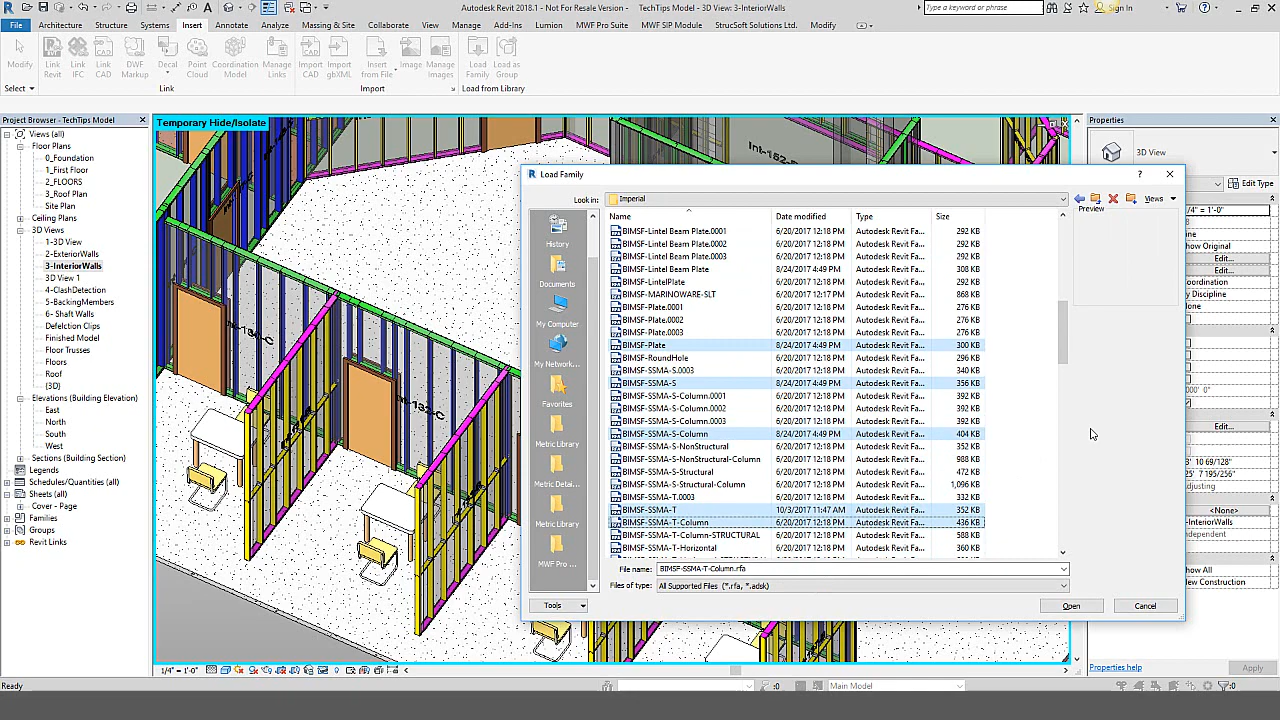 Autodesk Revit 2018.1 - Not For Resale Version - TechTips Model - 3D View: 3-InteriorWalls
Type a keyword or phrase
Sign In
File Architecture Structure Systems Insert Annotate Analyze Massing & Site Collaborate View Manage Add-Ins Lumion MWF Pro Suite MWF SIP Module Modify
Modify Link Revit Link IFC Link CAD DWF Markup Decal Point Cloud Coordination Model Manage Links Import CAD Import gbXML Insert from File Image Manage Images Load Family Load as Group
Select Link Import Load from Library
Project Browser - TechTips Model
Views (all)
Floor Plans
0_Foundation
1_First Floor
2_FLOORS
3_Roof Plan
Site Plan
Ceiling Plans
3D Views
1-3D View
2-ExteriorWalls
3-InteriorWalls
3D View 1
4-ClashDetection
5-BackingMembers
6- Shaft Walls
Defelction Clips
Finished Model
Floor Trusses
Floors
Roof
{3D}
Elevations (Building Elevation)
East
North
South
West
Sections (Building Section)
Legends
Schedules/Quantities (all)
Sheets (all)
Cover - Page
Families
Groups
Revit Links
Temporary Hide/Isolate
Load Family
Look in: Imperial
Views
Preview
History
Documents
My Computer
My Network...
Favorites
Metric Library
Metric Detai...
Metric Library
MWF Pro ...
Name Date modified Type Size
BIMSF-Lintel Beam Plate.0001 6/20/2017 12:18 PM Autodesk Revit Fa... 292 KB
BIMSF-Lintel Beam Plate.0002 6/20/2017 12:18 PM Autodesk Revit Fa... 292 KB
BIMSF-Lintel Beam Plate.0003 6/20/2017 12:18 PM Autodesk Revit Fa... 292 KB
BIMSF-Lintel Beam Plate 8/24/2017 4:49 PM Autodesk Revit Fa... 308 KB
BIMSF-LintelPlate 6/20/2017 12:18 PM Autodesk Revit Fa... 292 KB
BIMSF-MARINOWARE-SLT 6/20/2017 12:17 PM Autodesk Revit Fa... 868 KB
BIMSF-Plate.0001 6/20/2017 12:18 PM Autodesk Revit Fa... 276 KB
BIMSF-Plate.0002 6/20/2017 12:18 PM Autodesk Revit Fa... 276 KB
BIMSF-Plate.0003 6/20/2017 12:18 PM Autodesk Revit Fa... 276 KB
BIMSF-Plate 8/24/2017 4:49 PM Autodesk Revit Fa... 300 KB
BIMSF-RoundHole 6/20/2017 12:18 PM Autodesk Revit Fa... 296 KB
BIMSF-SSMA-S.0003 6/20/2017 12:18 PM Autodesk Revit Fa... 340 KB
BIMSF-SSMA-S 8/24/2017 4:49 PM Autodesk Revit Fa... 356 KB
BIMSF-SSMA-S-Column.0001 6/20/2017 12:18 PM Autodesk Revit Fa... 392 KB
BIMSF-SSMA-S-Column.0002 6/20/2017 12:18 PM Autodesk Revit Fa... 392 KB
BIMSF-SSMA-S-Column.0003 6/20/2017 12:18 PM Autodesk Revit Fa... 392 KB
BIMSF-SSMA-S-Column 8/24/2017 4:49 PM Autodesk Revit Fa... 404 KB
BIMSF-SSMA-S-NonStructural 6/20/2017 12:18 PM Autodesk Revit Fa... 352 KB
BIMSF-SSMA-S-NonStructural-Column 6/20/2017 12:18 PM Autodesk Revit Fa... 988 KB
BIMSF-SSMA-S-Structural 6/20/2017 12:18 PM Autodesk Revit Fa... 472 KB
BIMSF-SSMA-S-Structural-Column 6/20/2017 12:18 PM Autodesk Revit Fa... 1,096 KB
BIMSF-SSMA-T.0003 6/20/2017 12:18 PM Autodesk Revit Fa... 332 KB
BIMSF-SSMA-T 10/3/2017 11:47 AM Autodesk Revit Fa... 352 KB
BIMSF-SSMA-T-Column 6/20/2017 12:18 PM Autodesk Revit Fa... 436 KB
BIMSF-SSMA-T-Column-STRUCTURAL 6/20/2017 12:18 PM Autodesk Revit Fa... 588 KB
BIMSF-SSMA-T-Horizontal 6/20/2017 12:18 PM Autodesk Revit Fa... 360 KB
File name: BIMSF-SSMA-T-Column.rfa
Files of type: All Supported Files (*.rfa, *.adsk)
Tools Open Cancel
Properties
3D View
Edit Type
/4" = 1'-0"
how Original
Edit...
Edit...
oordination
y Discipline
None
Edit...
<None>
-InteriorWalls
dependent
how All
ew Construction
Properties help Apply
1/4" = 1'-0"
Ready
:0 Main Model :0